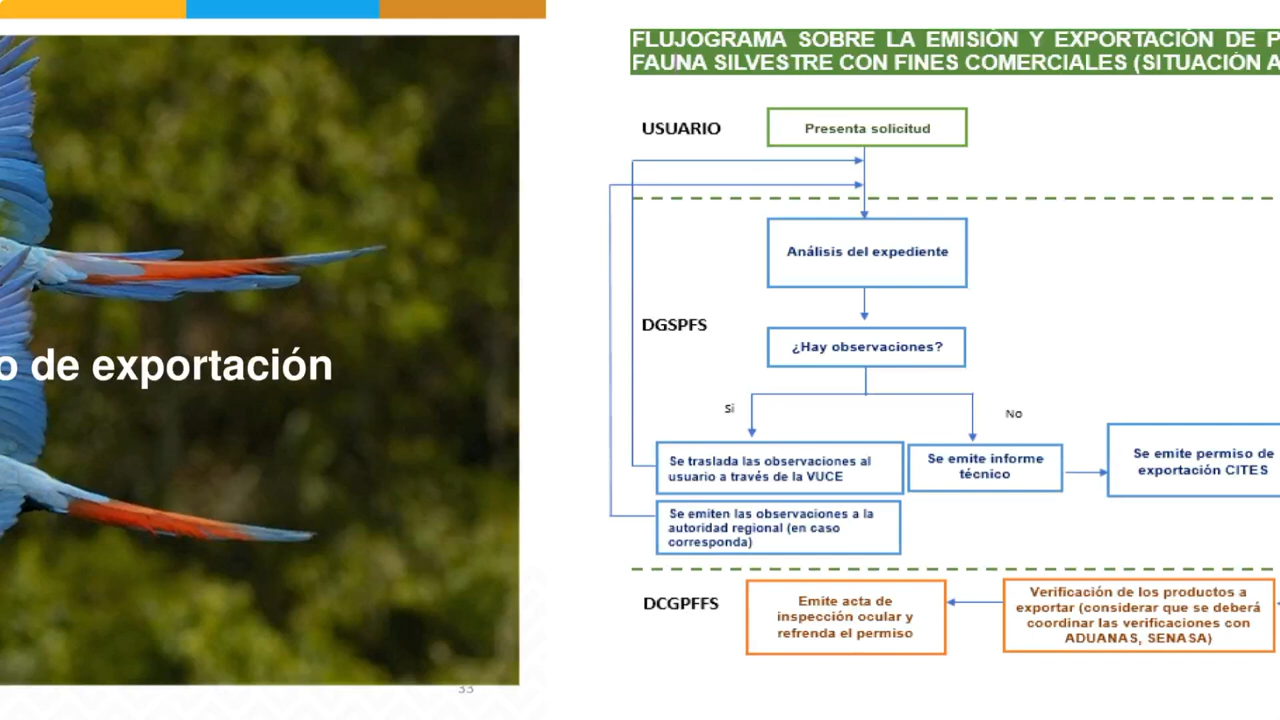 o de exportación
33
FLUJOGRAMA SOBRE LA EMISIÓN Y EXPORTACIÓN DE P
FAUNA SILVESTRE CON FINES COMERCIALES (SITUACIÓN A
USUARIO
Presenta solicitud
Análisis del expediente
DGSPFS
¿Hay observaciones?
Si
No
Se traslada las observaciones al
usuario a través de la VUCE
Se emite informe
técnico
Se emite permiso de
exportación CITES
Se emiten las observaciones a la
autoridad regional (en caso
corresponda)
DCGPFFS
Emite acta de
inspección ocular y
refrenda el permiso
Verificación de los productos a
exportar (considerar que se deberá
coordinar las verificaciones con
ADUANAS, SENASA)